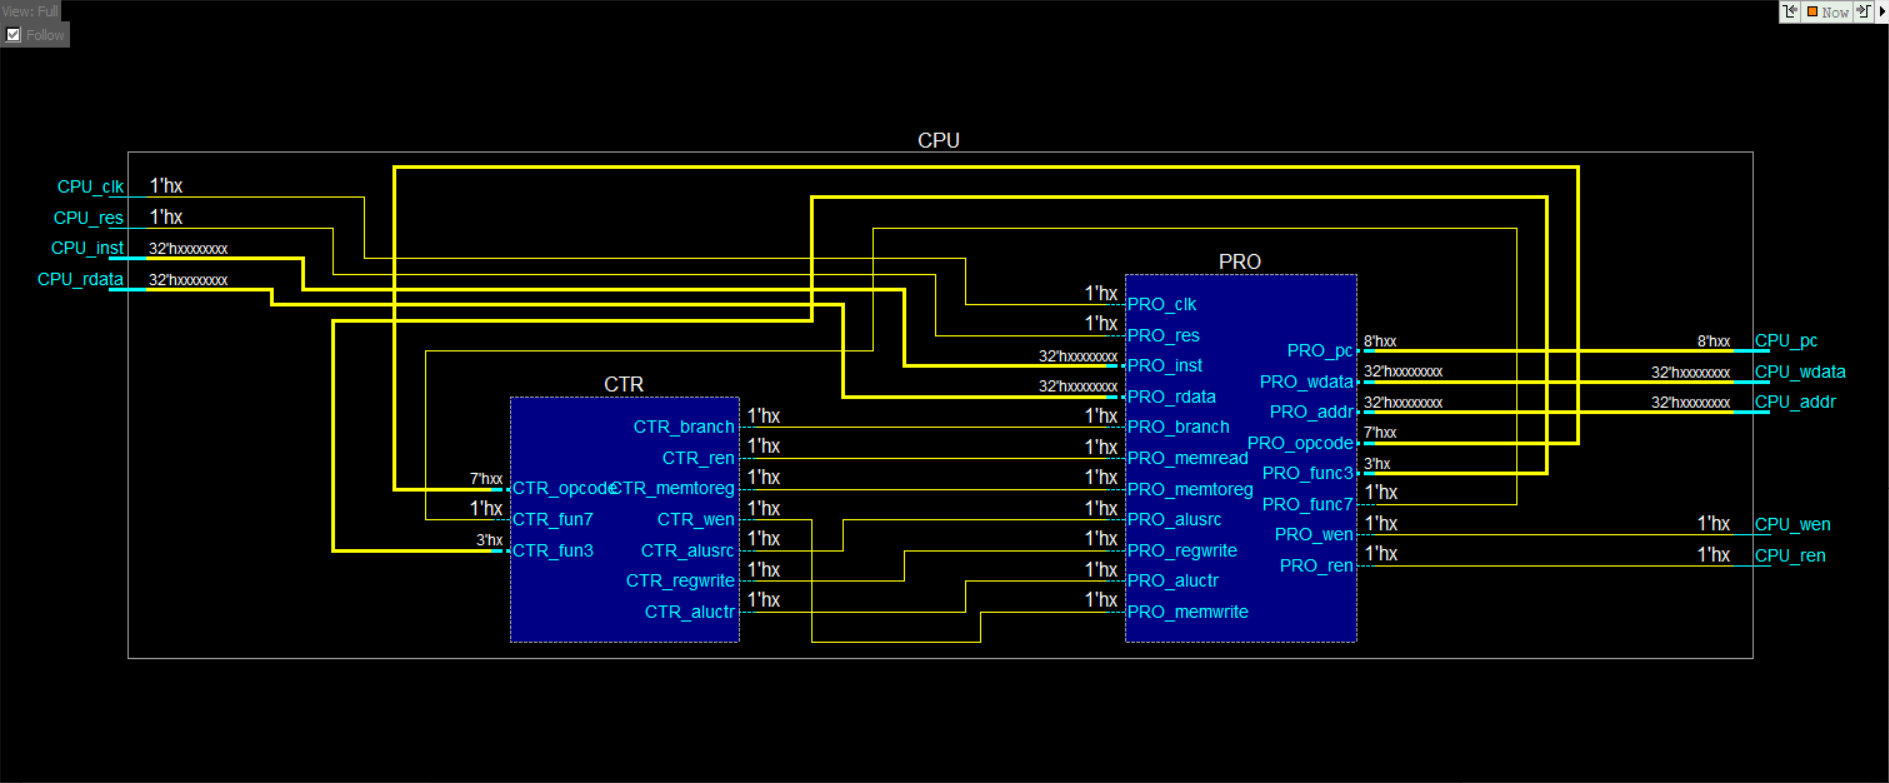 View: Full
Now
Follow
CPU
CPU_clk 1'hx
CPU_res 1'hx
CPU_inst 32'hxxxxxxxx
CPU_rdata 32'hxxxxxxxx
PRO
1'hx PRO_clk
1'hx PRO_res
32'hxxxxxxxx PRO_inst
32'hxxxxxxxx PRO_rdata
1'hx PRO_branch
1'hx PRO_memread
1'hx PRO_memtoreg
1'hx PRO_alusrc
1'hx PRO_regwrite
1'hx PRO_aluctr
1'hx PRO_memwrite
PRO_pc 8'hxx
PRO_wdata 32'hxxxxxxxx
PRO_addr 32'hxxxxxxxx
PRO_opcode 7'hxx
PRO_func3 3'hx
PRO_func7 1'hx
PRO_wen 1'hx
PRO_ren 1'hx
8'hxx CPU_pc
32'hxxxxxxxx CPU_wdata
32'hxxxxxxxx CPU_addr
1'hx CPU_wen
1'hx CPU_ren
CTR
7'hxx CTR_opcode
1'hx CTR_fun7
3'hx CTR_fun3
CTR_branch 1'hx
CTR_ren 1'hx
CTR_memtoreg 1'hx
CTR_wen 1'hx
CTR_alusrc 1'hx
CTR_regwrite 1'hx
CTR_aluctr 1'hx